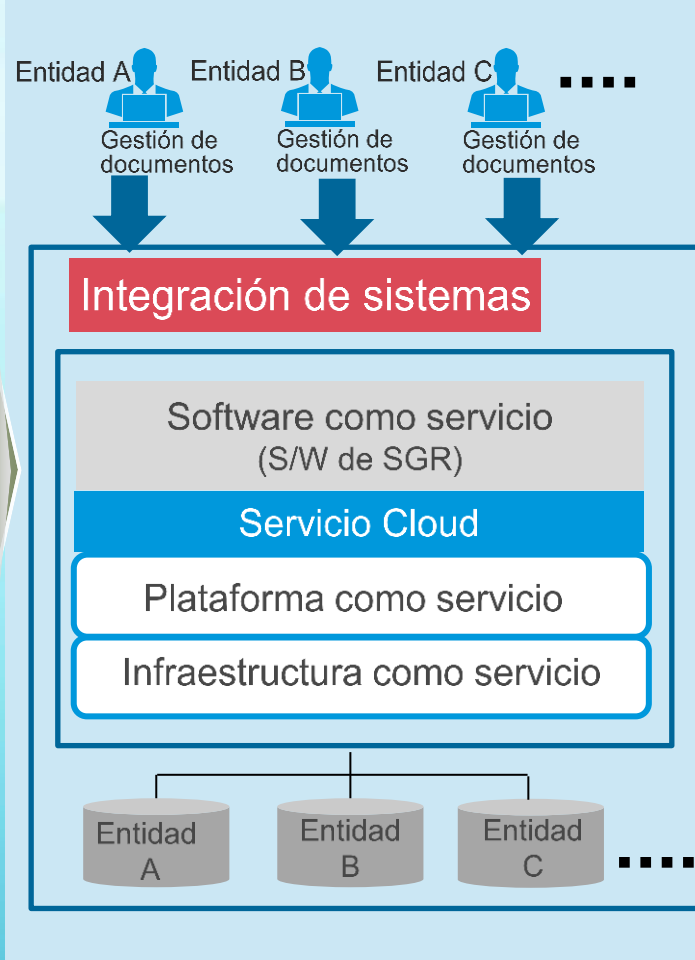 Entidad A
Entidad B
Entidad C
Gestión de
documentos
Gestión de
documentos
Gestión de
documentos
Integración de sistemas
Software como servicio
(S/W de SGR)
Servicio Cloud
Plataforma como servicio
Infraestructura como servicio
Entidad
A
Entidad
B
Entidad
C